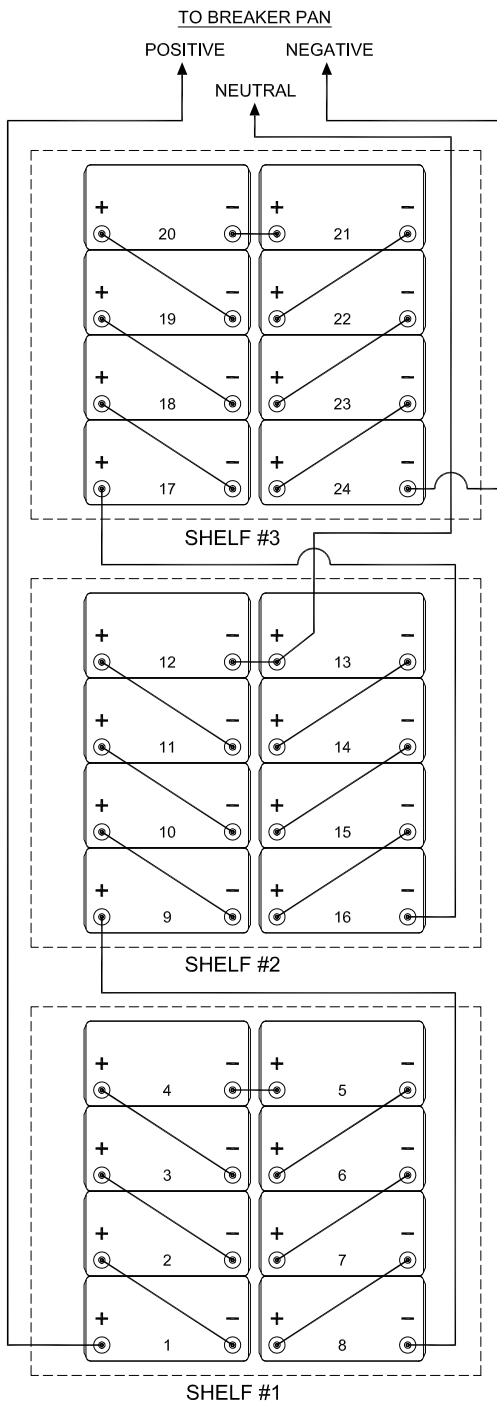 TO BREAKER PAN
POSITIVE NEGATIVE
NEUTRAL
+ − +
20 21 −
+ − + −
19 22
+ − + −
18 23
+ − + −
17 24
SHELF #3
+ − + −
12 13
+ − + −
11 14
+ − + −
10 15
+ − + −
9 16
SHELF #2
+ − + −
4 5
+ − + −
3 6
+ − + −
2 7
+ − + −
1 8
SHELF #1